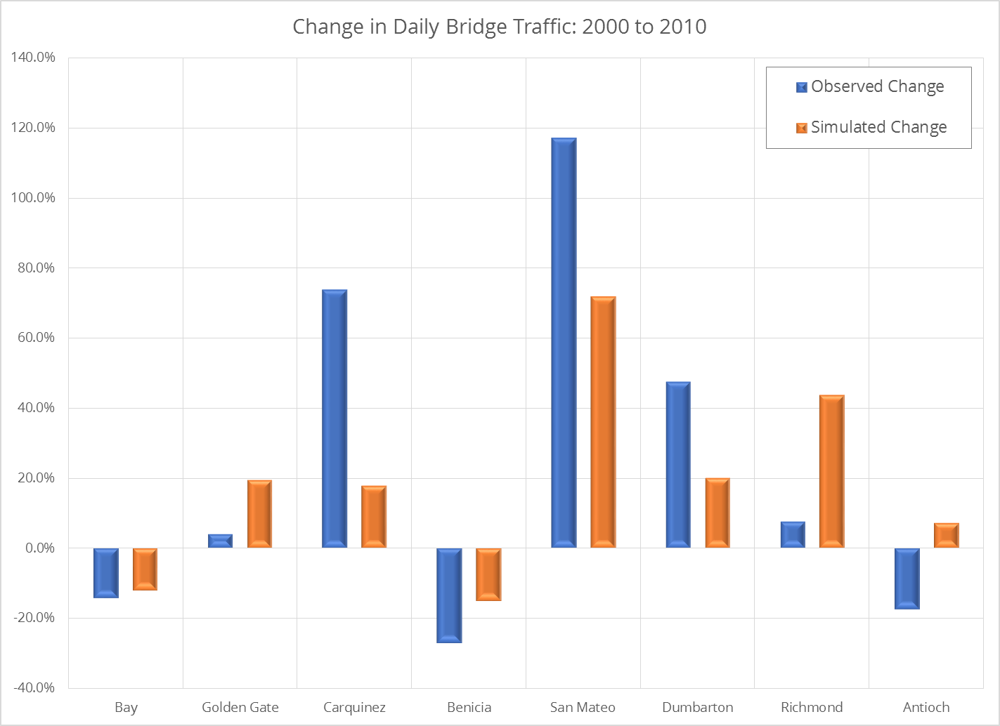 Change in Daily Bridge Traffic: 2000 to 2010
140.0%
120.0%
100.0%
80.0%
60.0%
40.0%
20.0%
0.0%
-20.0%
-40.0%
Observed Change
Simulated Change
Bay
Golden Gate
Carquinez
Benicia
San Mateo
Dumbarton
Richmond
Antioch